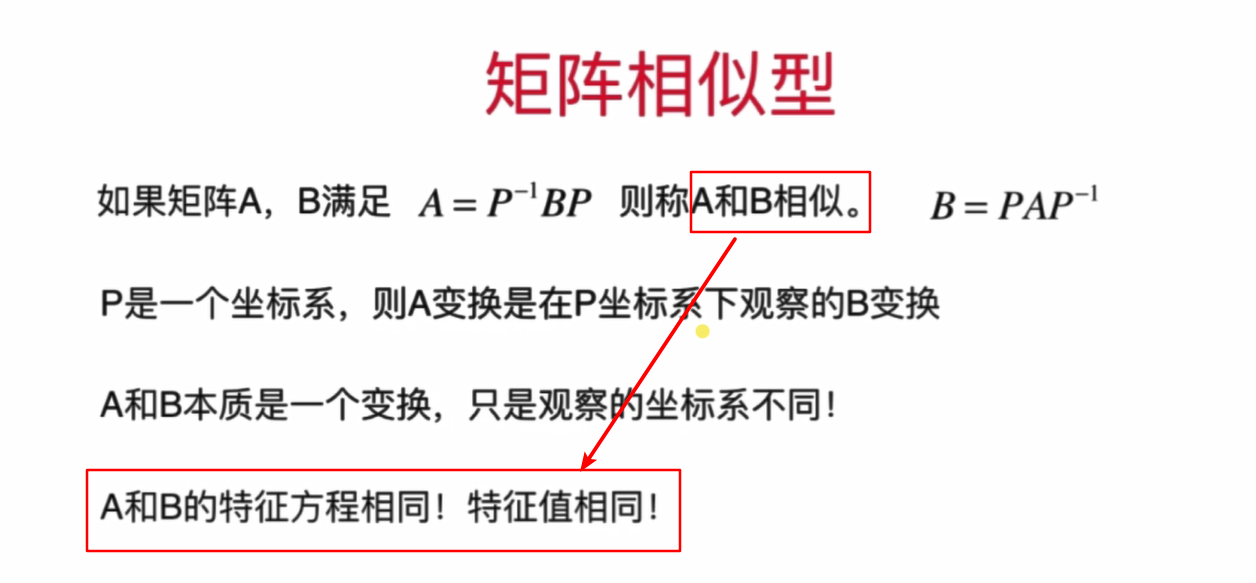 矩阵相似型
如果矩阵A，B满足 A = P⁻¹BP 则称A和B相似。 B = PAP⁻¹
P是一个坐标系，则A变换是在P坐标系下观察的B变换
A和B本质是一个变换，只是观察的坐标系不同！
A和B的特征方程相同！特征值相同！